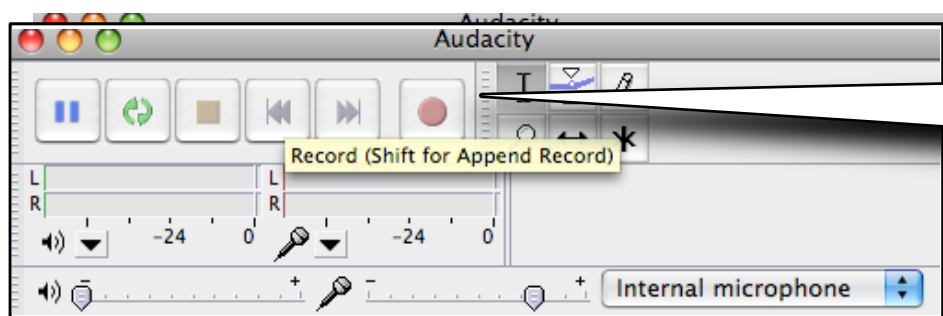 Audacity
Audacity
Record (Shift for Append Record)
L
R
L
R
-24 0
-24 0
- +
- +
Internal microphone